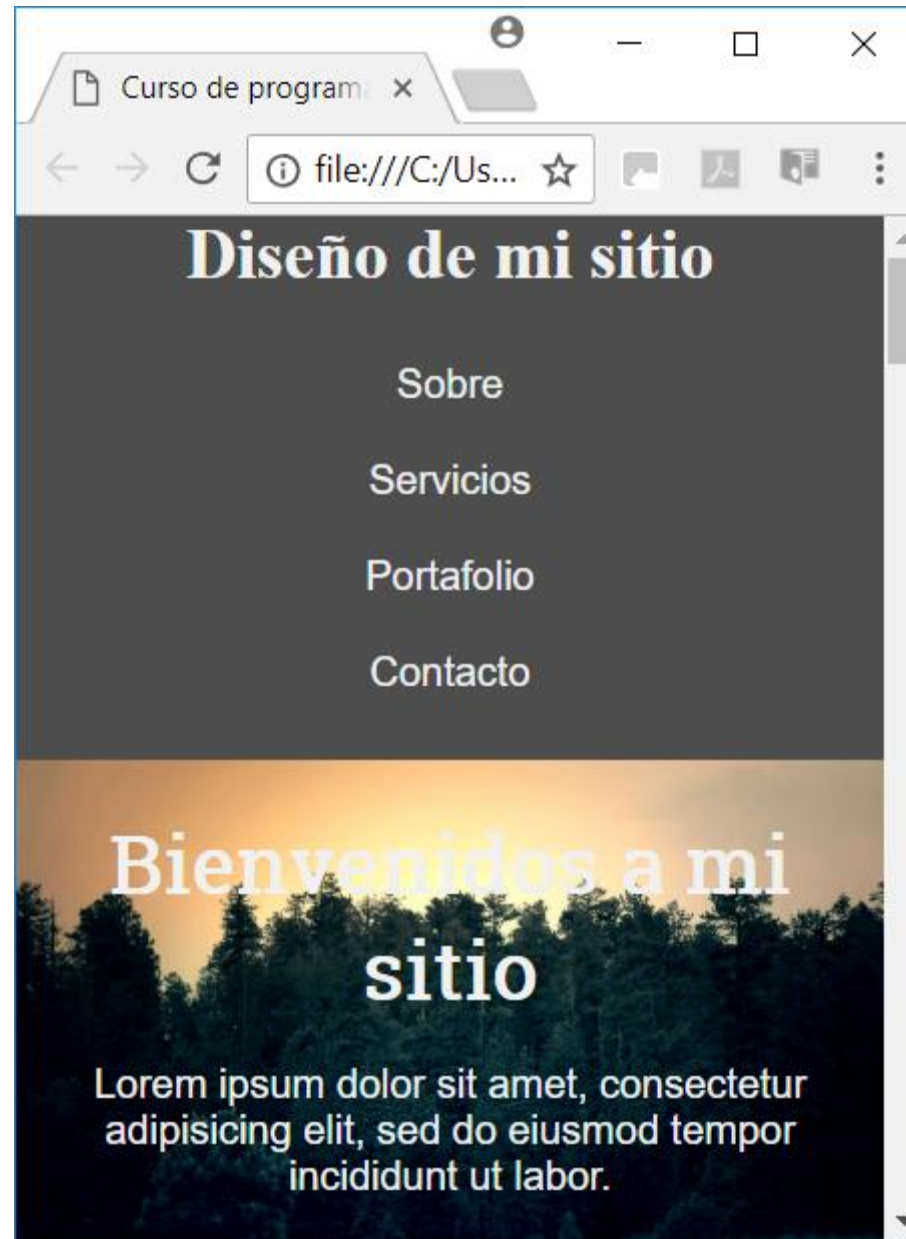 Curso de program
file:///C:/Us...
Diseño de mi sitio
Sobre
Servicios
Portafolio
Contacto
Bienvenidos a mi
sitio
Lorem ipsum dolor sit amet, consectetur
adipisicing elit, sed do eiusmod tempor
incididunt ut labor.